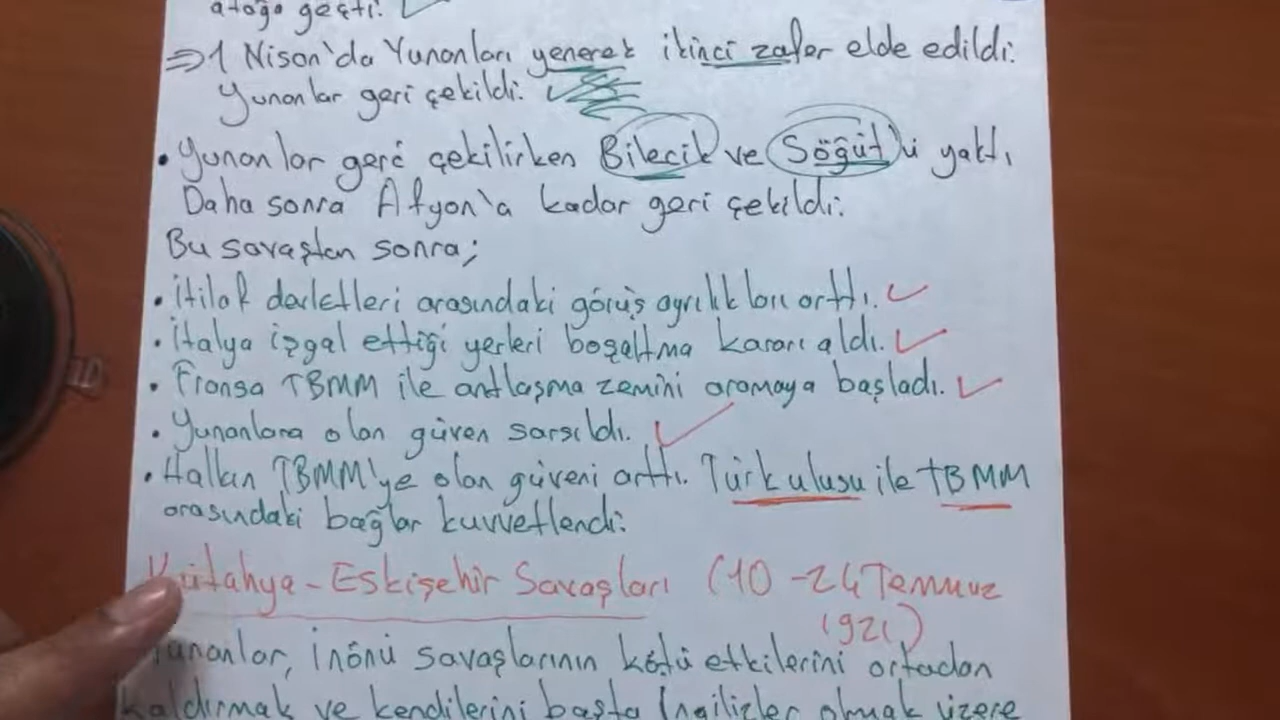 atağa geçti.
⇒ 1 Nisan'da Yunanları yenerek ikinci zafer elde edildi.
Yunanlar geri çekildi.
• Yunanlar geri çekilirken Bilecik ve Söğüt'ü yaktı
Daha sonra Afyon'a kadar geri çekildi.
Bu savaştan sonra;
• İtilaf devletleri arasındaki görüş ayrılıkları arttı.
• İtalya işgal ettiği yerleri boşaltma kararı aldı.
• Fransa TBMM ile antlaşma zemini aramaya başladı.
• Yunanlara olan güven sarsıldı.
• Halkın TBMM'ye olan güveni arttı. Türk ulusu ile TBMM
arasındaki bağlar kuvvetlendi.
Kütahya - Eskişehir Savaşları (10 - 24 Temmuz
1921)
Yunanlar, İnönü savaşlarının kötü etkilerini ortadan
kaldırmak ve kendilerini başta İngilizler olmak üzere